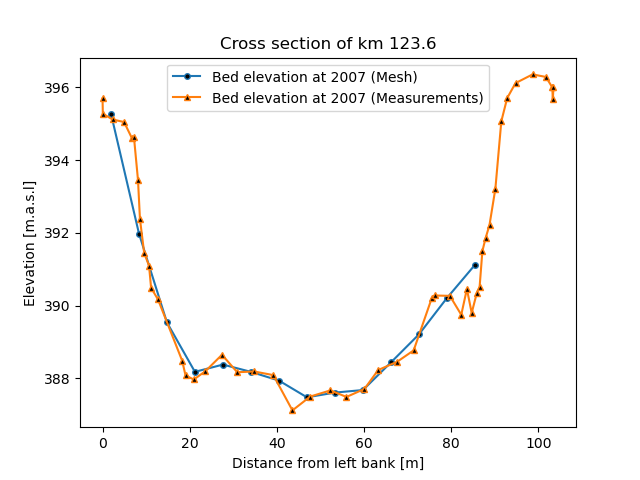 Cross section of km 123.6
Bed elevation at 2007 (Mesh)
Bed elevation at 2007 (Measurements)
Elevation [m.a.s.l]
396
394
392
390
388
0 20 40 60 80 100
Distance from left bank [m]